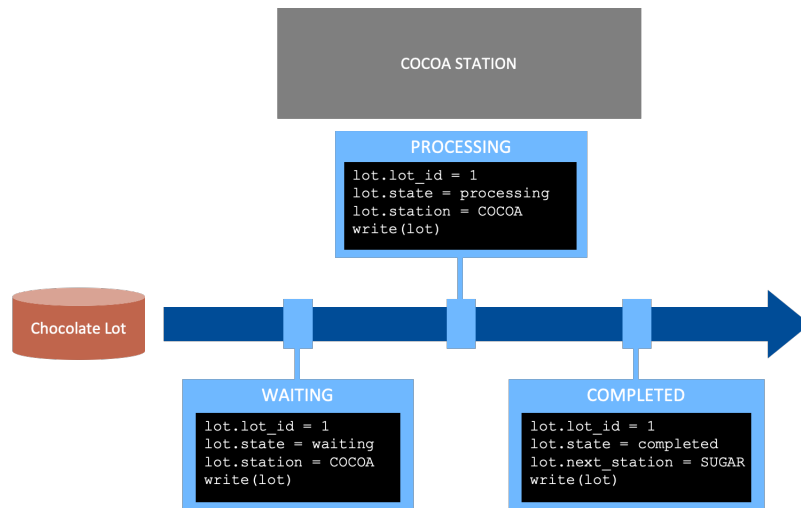 COCOA STATION
PROCESSING
lot.lot_id = 1
lot.state = processing
lot.station = COCOA
write(lot)
Chocolate Lot
WAITING
lot.lot_id = 1
lot.state = waiting
lot.station = COCOA
write(lot)
COMPLETED
lot.lot_id = 1
lot.state = completed
lot.next_station = SUGAR
write(lot)